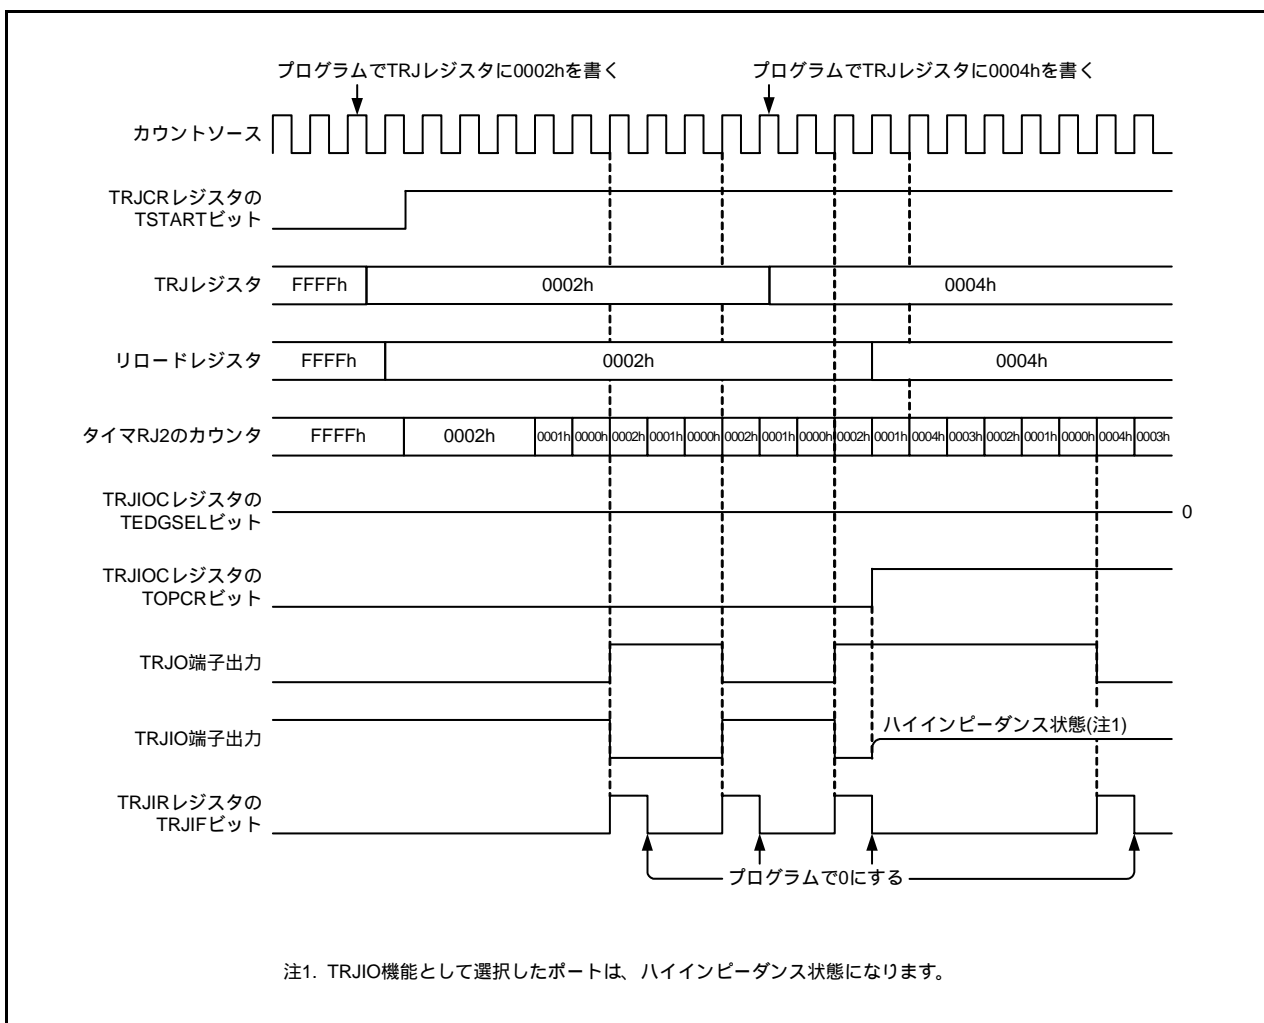 プログラムでTRJレジスタに0002hを書く
プログラムでTRJレジスタに0004hを書く
カウントソース
TRJCRレジスタの
TSTARTビット
TRJレジスタ
FFFFh
0002h
0004h
リロードレジスタ
FFFFh
0002h
0004h
タイマRJ2のカウンタ
FFFFh
0002h
0001h
0000h
0002h
0001h
0000h
0002h
0001h
0000h
0002h
0001h
0004h
0003h
0002h
0001h
0000h
0004h
0003h
TRJIOCレジスタの
TEDGSELビット
0
TRJIOCレジスタの
TOPCRビット
TRJO端子出力
TRJIO端子出力
ハイインピーダンス状態(注1)
TRJIRレジスタの
TRJIFビット
プログラムで0にする
注1. TRJIO機能として選択したポートは、ハイインピーダンス状態になります。